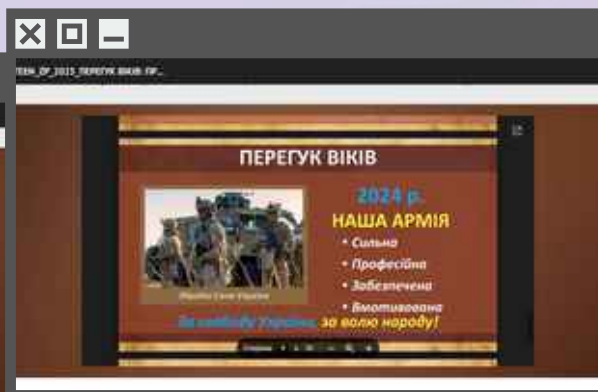 ПЕРЕГУК ВІКІВ
2024 р.
НАША АРМІЯ
• Сильна
• Професійна
• Забезпечена
• Вмотивована
За свободу України, за волю народу!